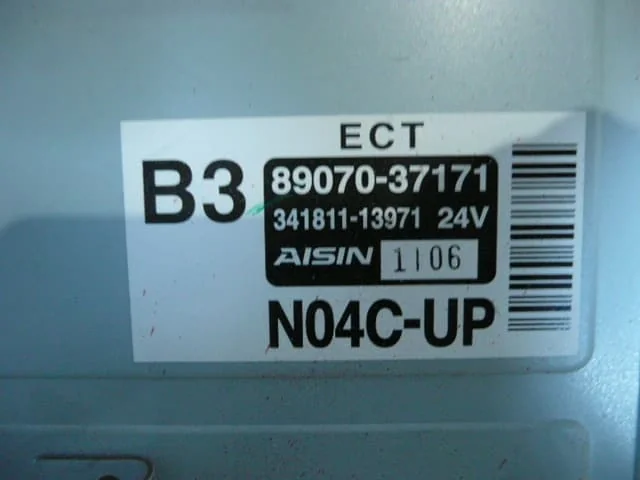 ECT
B3
89070-37171
341811-13971 24V
AISIN 1106
N04C-UP